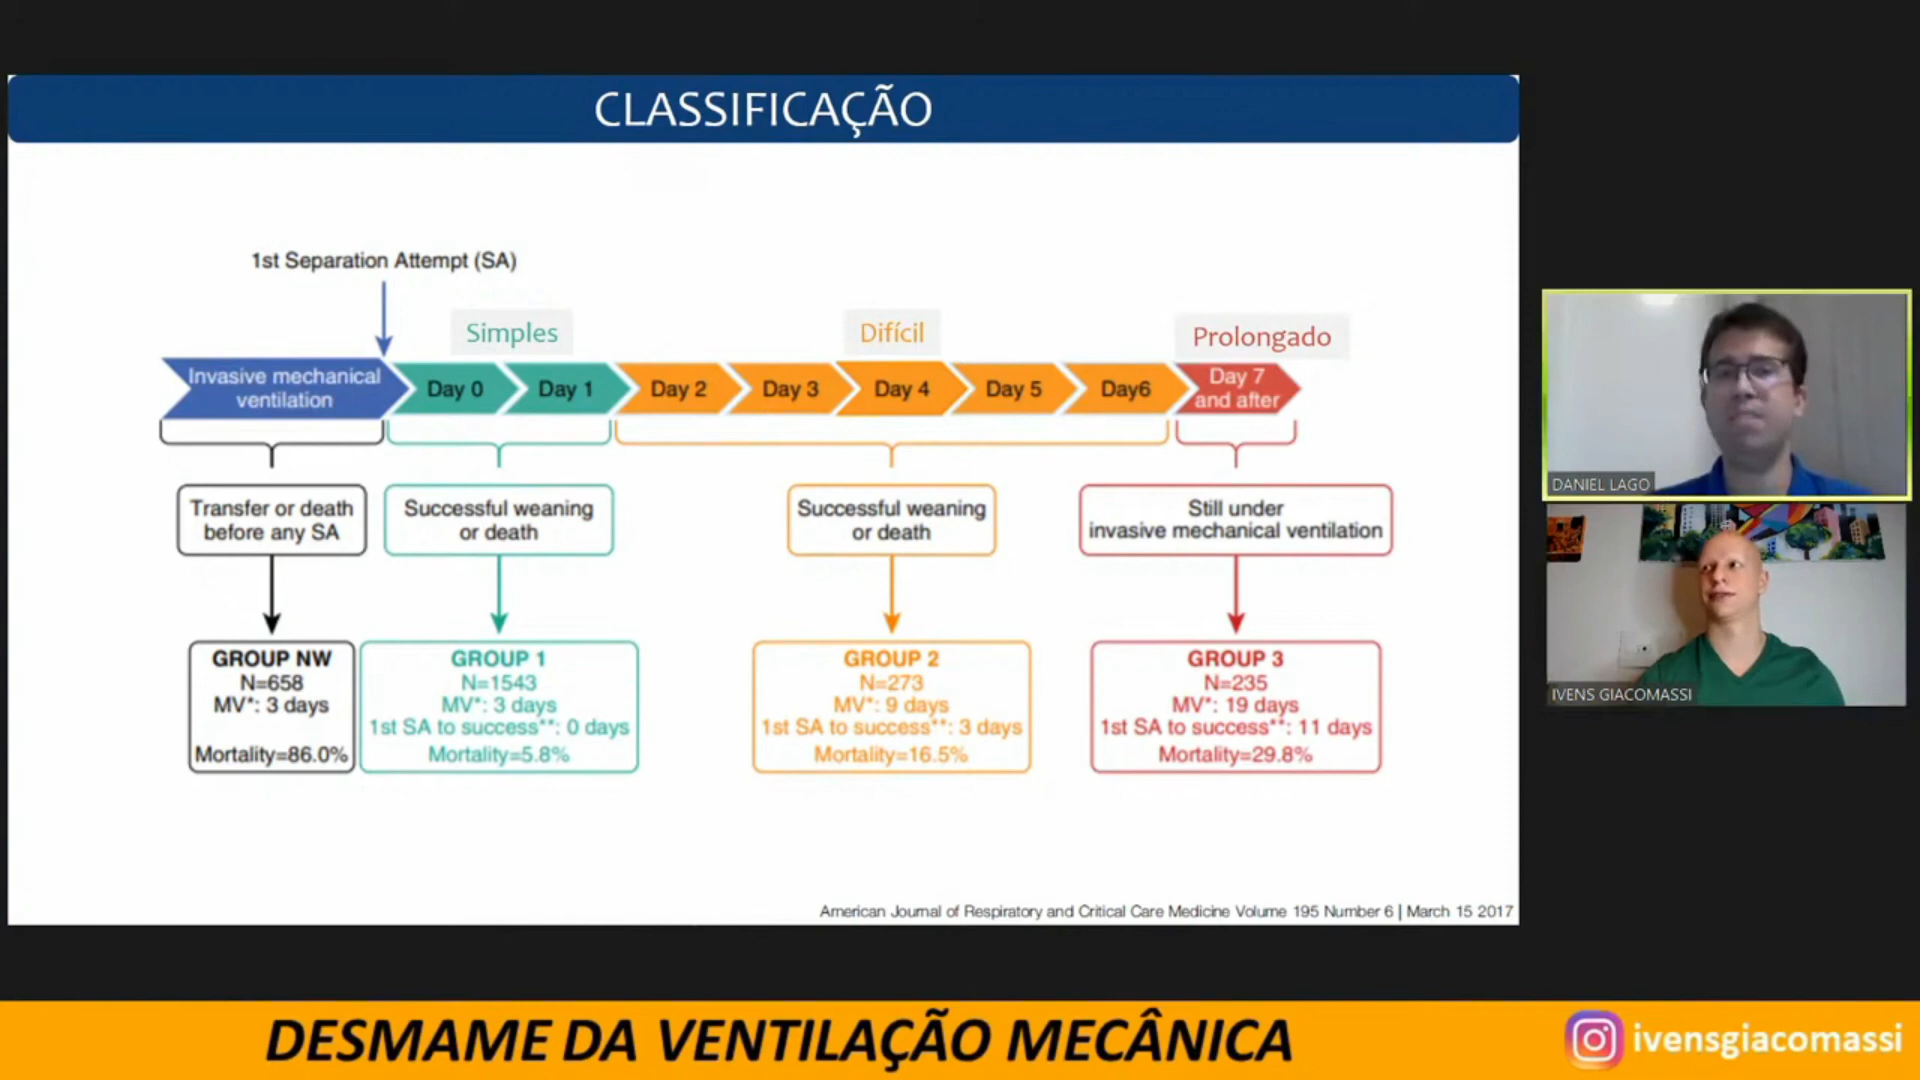 CLASSIFICAÇÃO
1st Separation Attempt (SA)
Simples
Difícil
Prolongado
Invasive mechanical
ventilation
Day 0
Day 1
Day 2
Day 3
Day 4
Day 5
Day6
Day 7
and after
Transfer or death
before any SA
Successful weaning
or death
Successful weaning
or death
Still under
invasive mechanical ventilation
GROUP NW
N=658
MV*: 3 days
Mortality=86.0%
GROUP 1
N=1543
MV*: 3 days
1st SA to success**: 0 days
Mortality=5.8%
GROUP 2
N=273
MV*: 9 days
1st SA to success**: 3 days
Mortality=16.5%
GROUP 3
N=235
MV*: 19 days
1st SA to success**: 11 days
Mortality=29.8%
American Journal of Respiratory and Critical Care Medicine Volume 195 Number 6 | March 15 2017
DANIEL LAGO
IVENS GIACOMASSI
DESMAME DA VENTILAÇÃO MECÂNICA
ivensgiacomassi